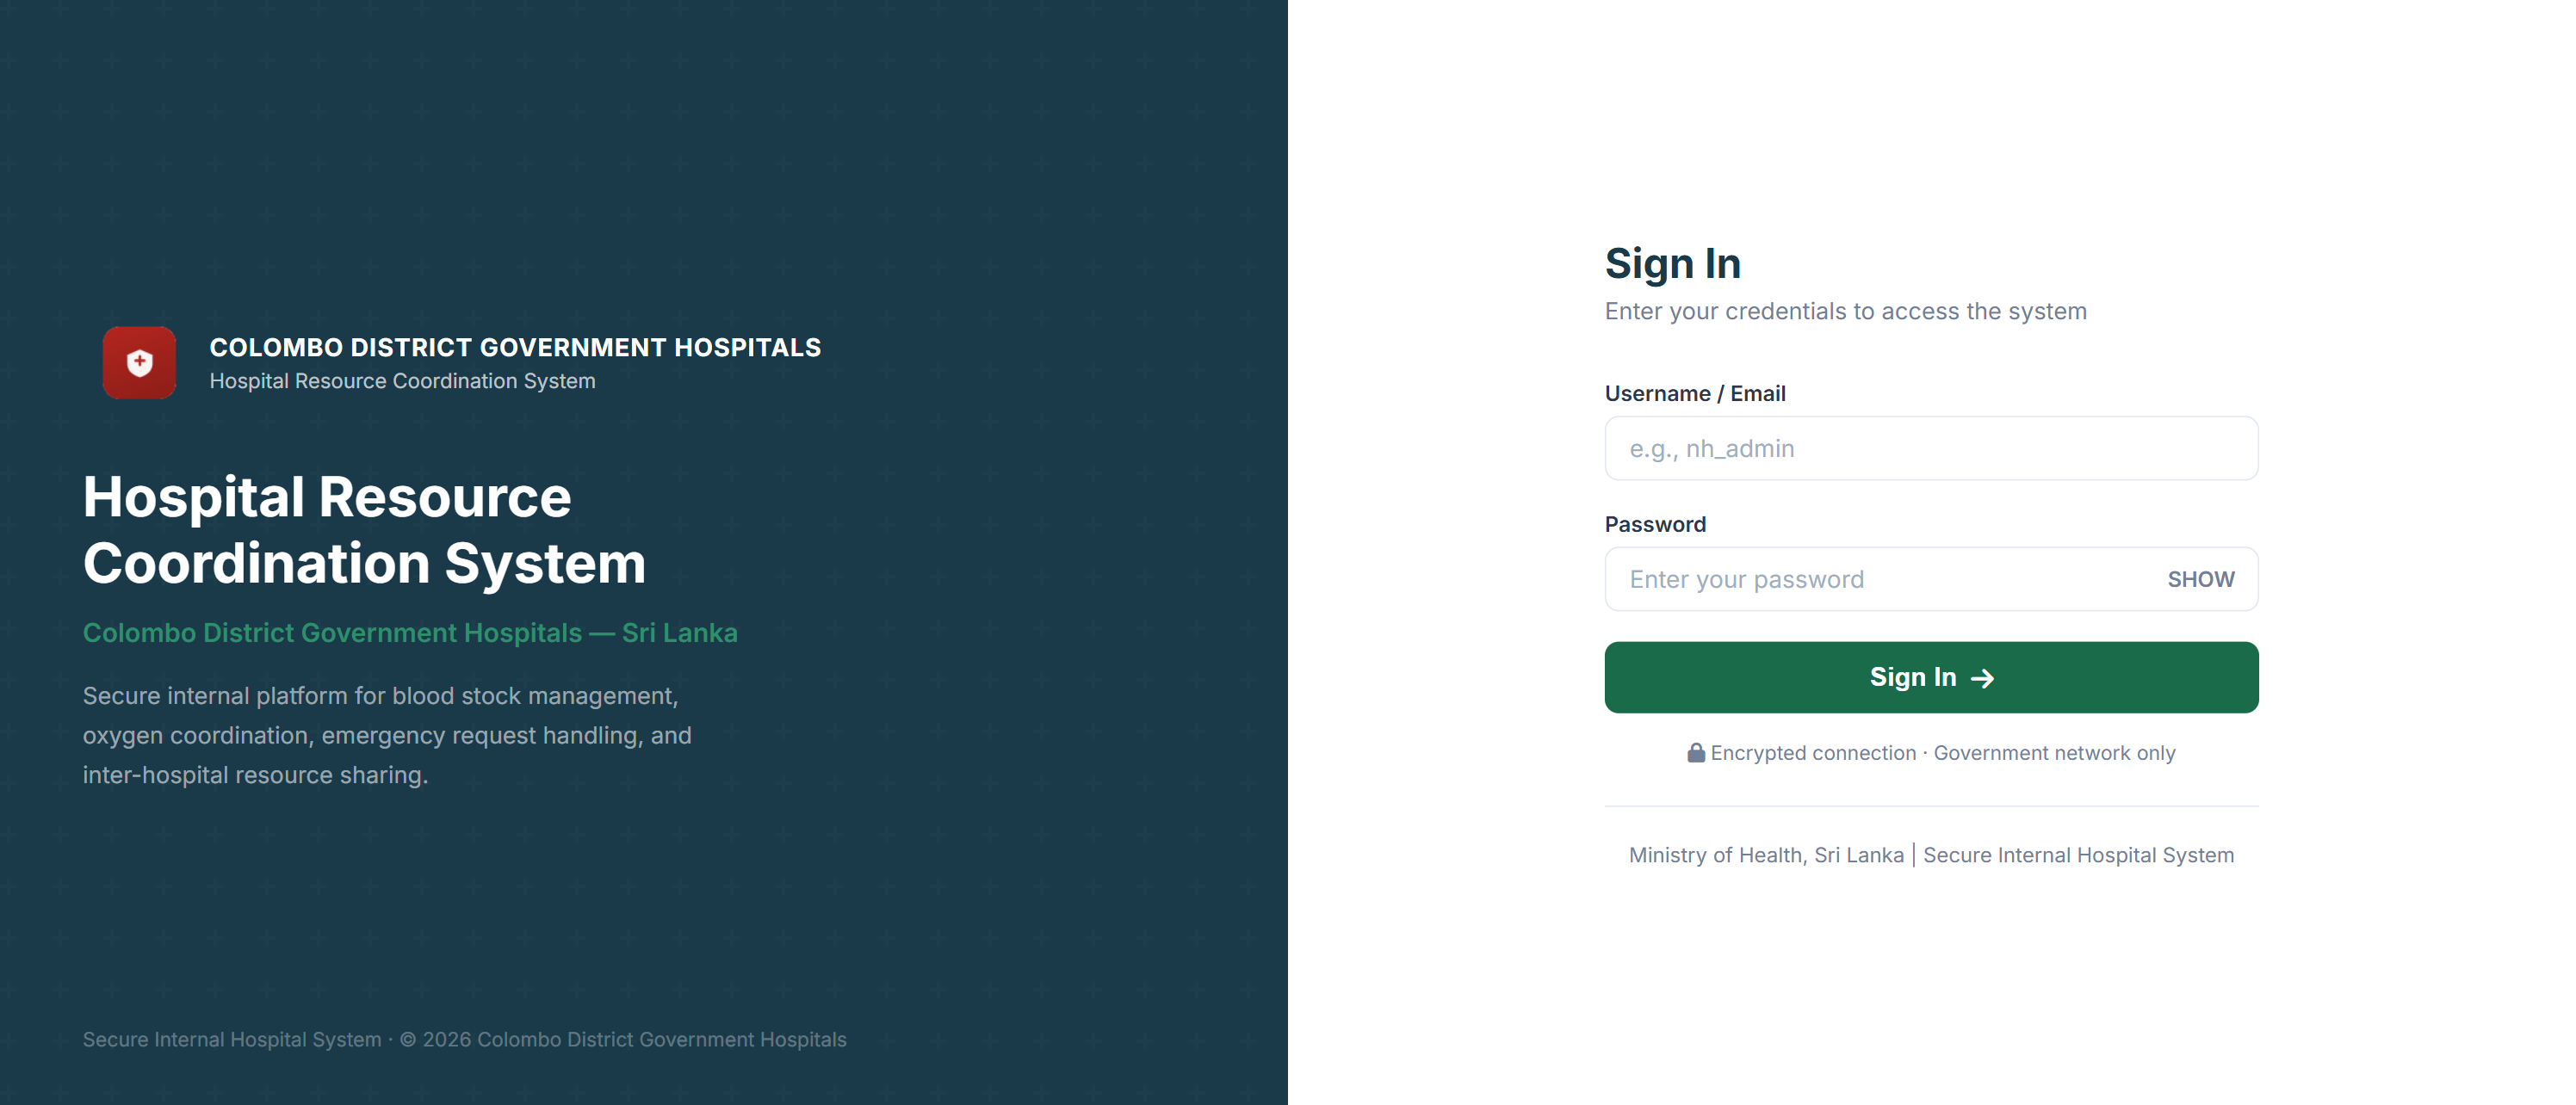 COLOMBO DISTRICT GOVERNMENT HOSPITALS
Hospital Resource Coordination System
Hospital Resource
Coordination System
Colombo District Government Hospitals — Sri Lanka
Secure internal platform for blood stock management,
oxygen coordination, emergency request handling, and
inter-hospital resource sharing.
Secure Internal Hospital System · © 2026 Colombo District Government Hospitals
Sign In
Enter your credentials to access the system
Username / Email
e.g., nh_admin
Password
Enter your password SHOW
Sign In →
Encrypted connection · Government network only
Ministry of Health, Sri Lanka | Secure Internal Hospital System